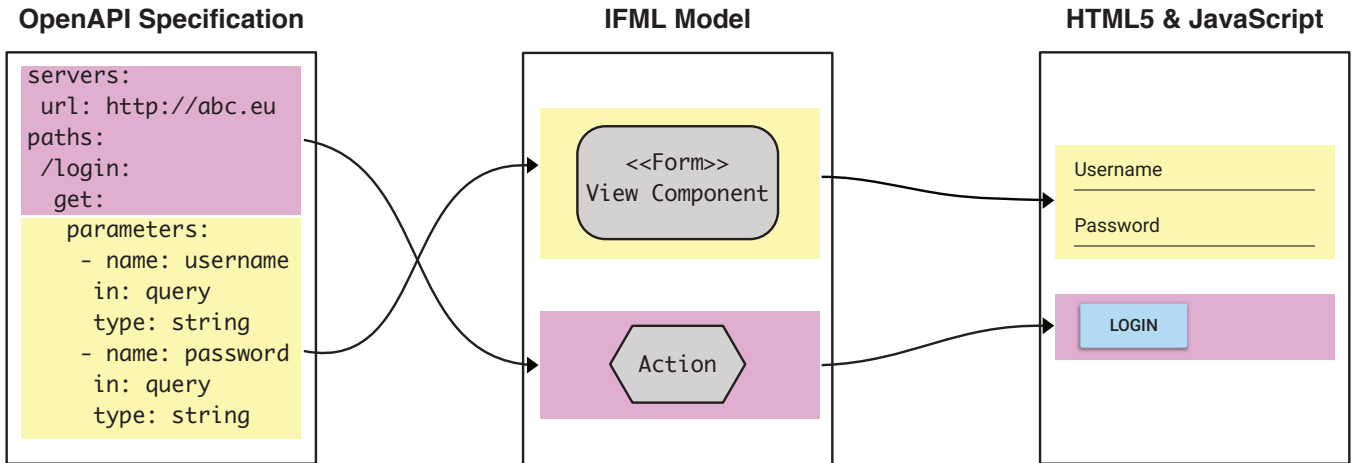 OpenAPI Specification
servers:
url: http://abc.eu
paths:
/login:
get:
parameters:
- name: username
in: query
type: string
- name: password
in: query
type: string
IFML Model
<<Form>>
View Component
Action
HTML5 & JavaScript
Username
Password
LOGIN